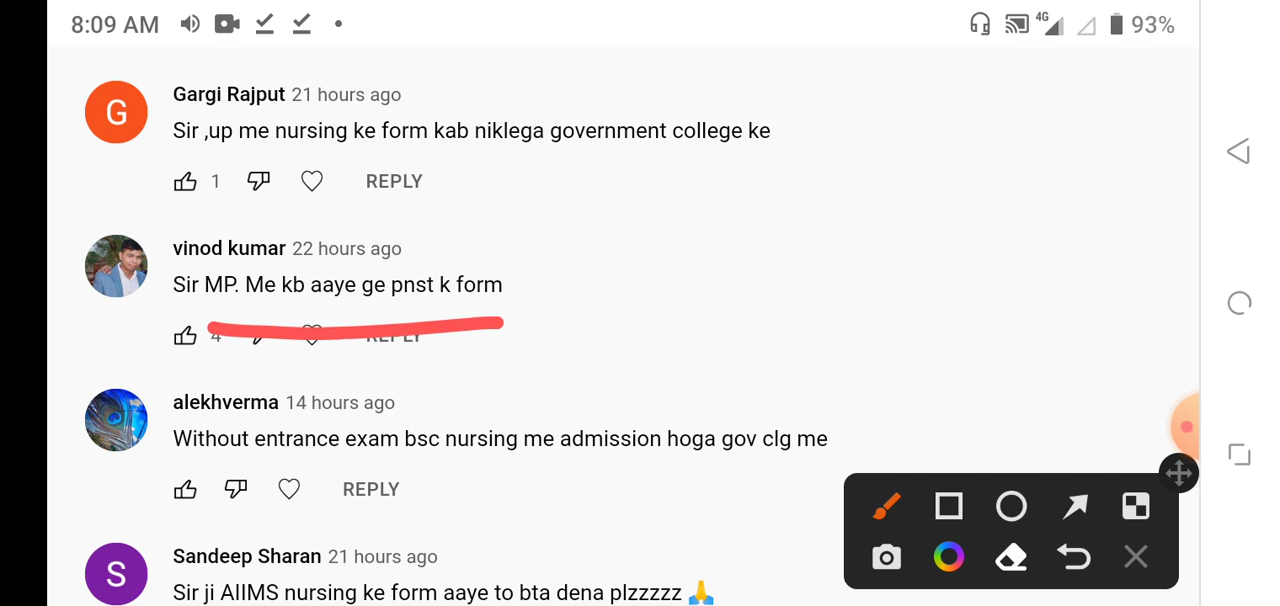 8:09 AM
4G
93%
G
Gargi Rajput 21 hours ago
Sir ,up me nursing ke form kab niklega government college ke
1 REPLY
vinod kumar 22 hours ago
Sir MP. Me kb aaye ge pnst k form
4 REPLY
alekhverma 14 hours ago
Without entrance exam bsc nursing me admission hoga gov clg me
REPLY
S
Sandeep Sharan 21 hours ago
Sir ji AIIMS nursing ke form aaye to bta dena plzzzzz 🙏